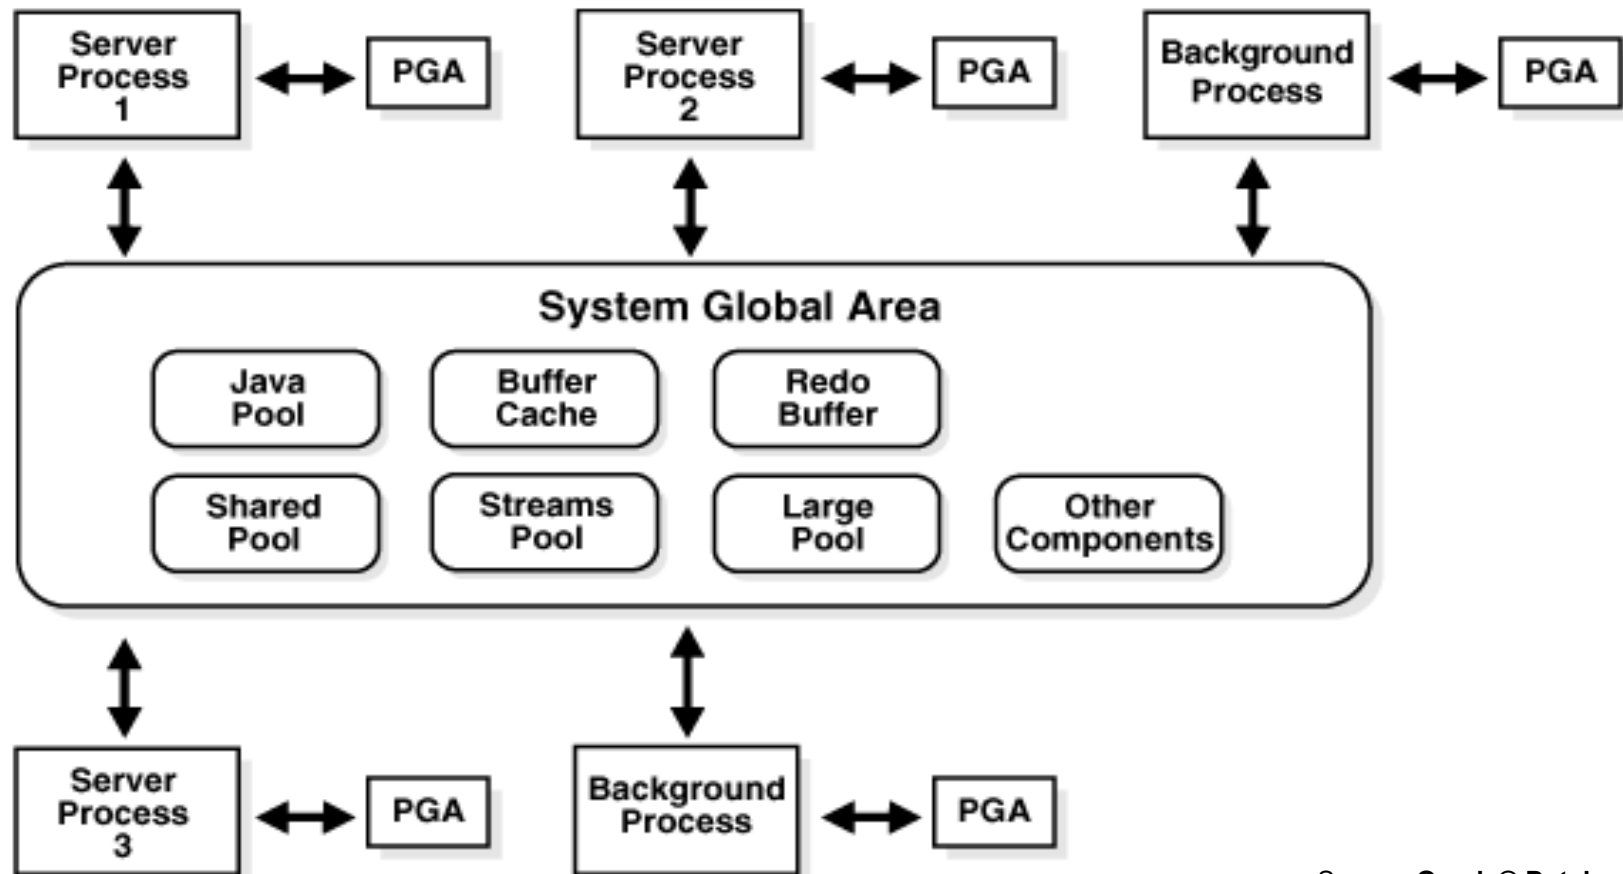 Server
Process
1
PGA
Server
Process
2
PGA
Background
Process
PGA
System Global Area
Java
Pool
Buffer
Cache
Redo
Buffer
Shared
Pool
Streams
Pool
Large
Pool
Other
Components
Server
Process
3
PGA
Background
Process
PGA